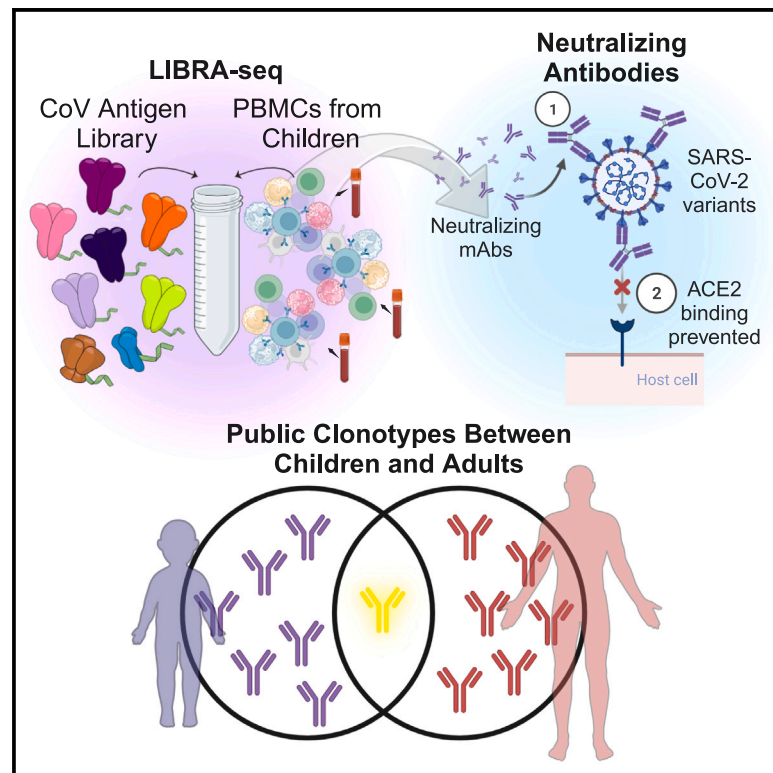 LIBRA-seq
CoV Antigen
Library
PBMCs from
Children
Neutralizing
mAbs
Neutralizing
Antibodies
1
SARS-
CoV-2
variants
2
ACE2
binding
prevented
Host cell
Public Clonotypes Between
Children and Adults